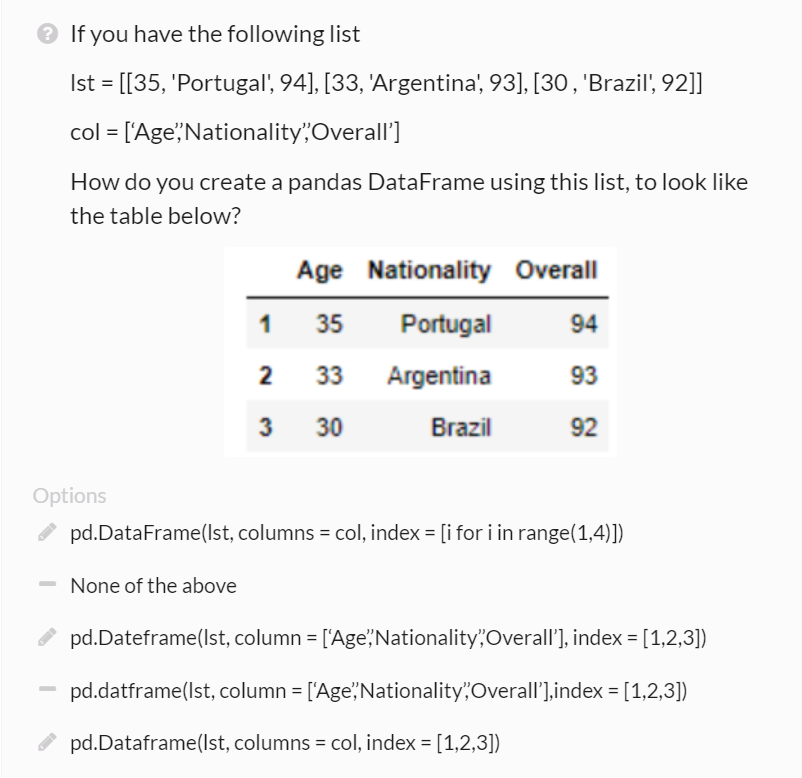 If you have the following list
lst = [[35, 'Portugal', 94], [33, 'Argentina', 93], [30 , 'Brazil', 92]]
col = [‘Age’,’Nationality’,’Overall’]
How do you create a pandas DataFrame using this list, to look like
the table below?
Age Nationality Overall
1 35 Portugal 94
2 33 Argentina 93
3 30 Brazil 92
Options
pd.DataFrame(lst, columns = col, index = [i for i in range(1,4)])
None of the above
pd.Dateframe(lst, column = [‘Age’,’Nationality’,’Overall’], index = [1,2,3])
pd.datframe(lst, column = [‘Age’,’Nationality’,’Overall’],index = [1,2,3])
pd.Dataframe(lst, columns = col, index = [1,2,3])